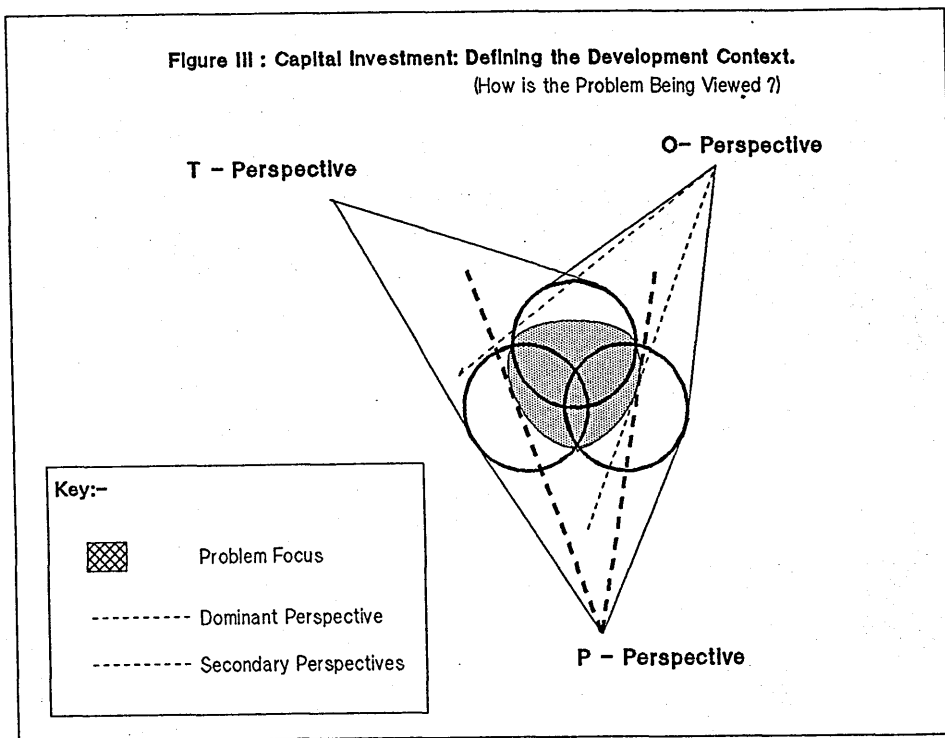 Figure III : Capital Investment: Defining the Development Context.
(How is the Problem Being Viewed ?)
O- Perspective
T - Perspective
Key:-
Problem Focus
Dominant Perspective
Secondary Perspectives
P - Perspective